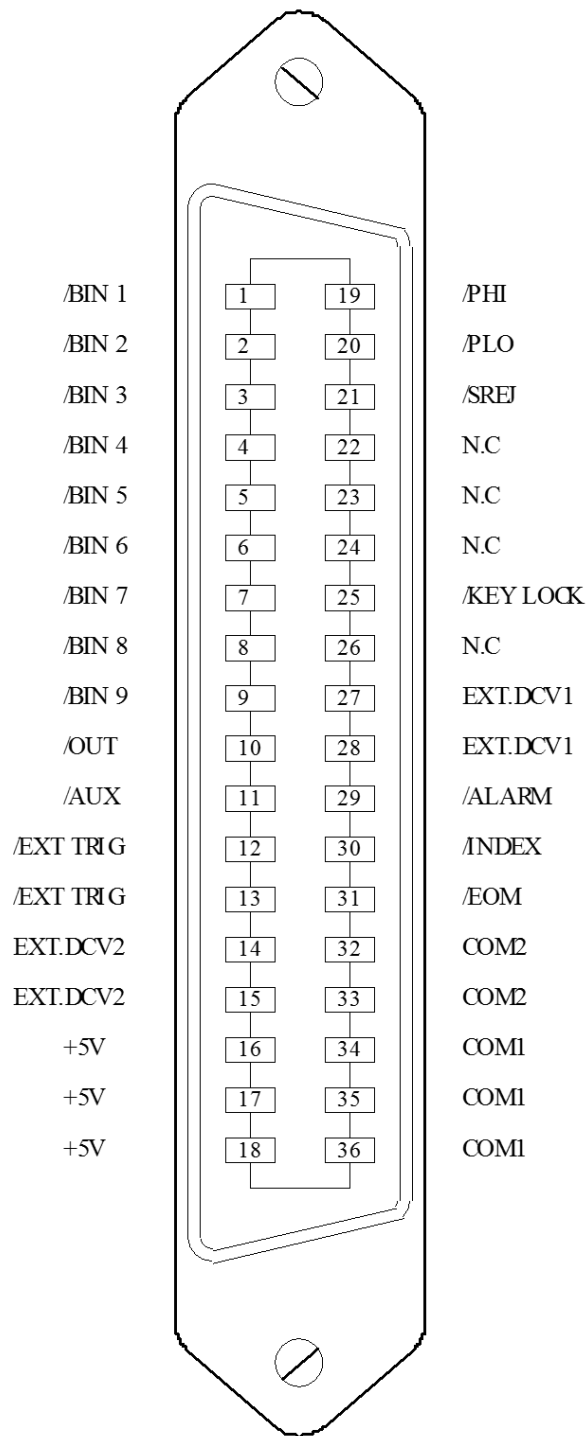 /BIN 1 1 19 /PHI
/BIN 2 2 20 /PLO
/BIN 3 3 21 /SREJ
/BIN 4 4 22 N.C
/BIN 5 5 23 N.C
/BIN 6 6 24 N.C
/BIN 7 7 25 /KEY LOCK
/BIN 8 8 26 N.C
/BIN 9 9 27 EXT.DCV1
/OUT 10 28 EXT.DCV1
/AUX 11 29 /ALARM
/EXT TRIG 12 30 /INDEX
/EXT TRIG 13 31 /EOM
EXT.DCV2 14 32 COM2
EXT.DCV2 15 33 COM2
+5V 16 34 COM1
+5V 17 35 COM1
+5V 18 36 COM1